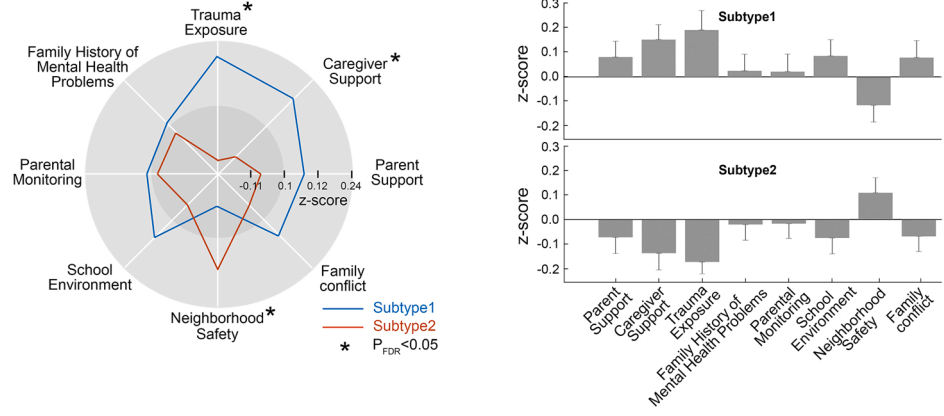 Trauma*
Exposure
Family History of
Mental Health
Problems
Caregiver*
Support
Parental
Monitoring
Parent
Support
-0.11 0.1 0.12 0.24
z-score
School
Environment
Family
conflict
Neighborhood*
Safety
Subtype1
Subtype2
* PFDR<0.05
Subtype1
z-score
0.3
0.2
0.1
0.0
-0.1
-0.2
Subtype2
z-score
0.3
0.2
0.1
0.0
-0.1
-0.2
Parent
Support
Caregiver
Support
Trauma
Exposure
Family History of
Mental Health Problems
Parental
Monitoring
School
Environment
Neighborhood
Safety
Family
conflict